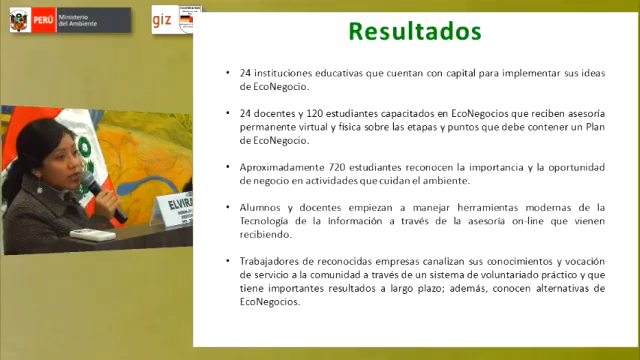 PERÚ
Ministerio
del Ambiente
giz
Resultados
• 24 instituciones educativas que cuentan con capital para implementar sus ideas
de EcoNegocio.
• 24 docentes y 120 estudiantes capacitados en EcoNegocios que reciben asesoría
permanente virtual y física sobre las etapas y puntos que debe contener un Plan
de EcoNegocio.
• Aproximadamente 720 estudiantes reconocen la importancia y la oportunidad
de negocio en actividades que cuidan el ambiente.
• Alumnos y docentes empiezan a manejar herramientas modernas de la
Tecnología de la Información a través de la asesoría on-line que vienen
recibiendo.
• Trabajadores de reconocidas empresas canalizan sus conocimientos y vocación
de servicio a la comunidad a través de un sistema de voluntariado práctico y que
tiene importantes resultados a largo plazo; además, conocen alternativas de
EcoNegocios.
ELVIRA